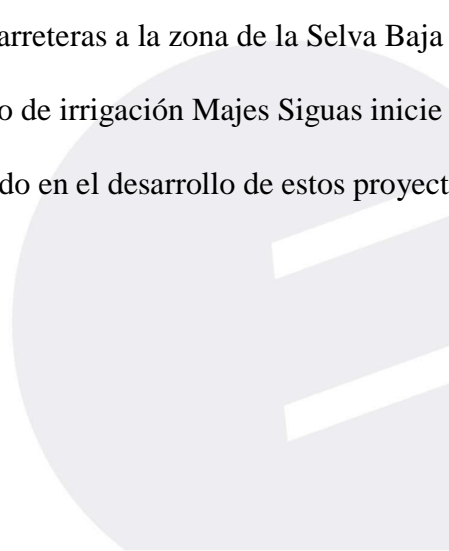 arreteras a la zona de la Selva Baja
o de irrigación Majes Siguas inicie
do en el desarrollo de estos proyect